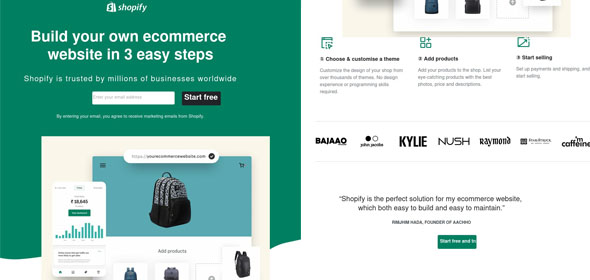 shopify
Build your own ecommerce
website in 3 easy steps
Shopify is trusted by millions of businesses worldwide
Enter your email address
Start free
By entering your email, you agree to receive marketing emails from Shopify.
https://yourecommercewebsite.com
₹ 18,645
Add products
① Choose & customise a theme
Customize the design of your shop from
over thousands of themes. No design
experience or programming skills
required.
② Add products
Add your products to the shop. List your
eye-catching products with the best
photos, price and descriptions.
③ Start selling
Set up payments and shipping, and
start selling.
BAJAAO
john jacobs
KYLIE
NUSH
Raymond
mcaffeine
“Shopify is the perfect solution for my ecommerce website,
which both easy to build and easy to maintain.”
RIMJHIM HADA, FOUNDER OF AACHHO
Start free and in